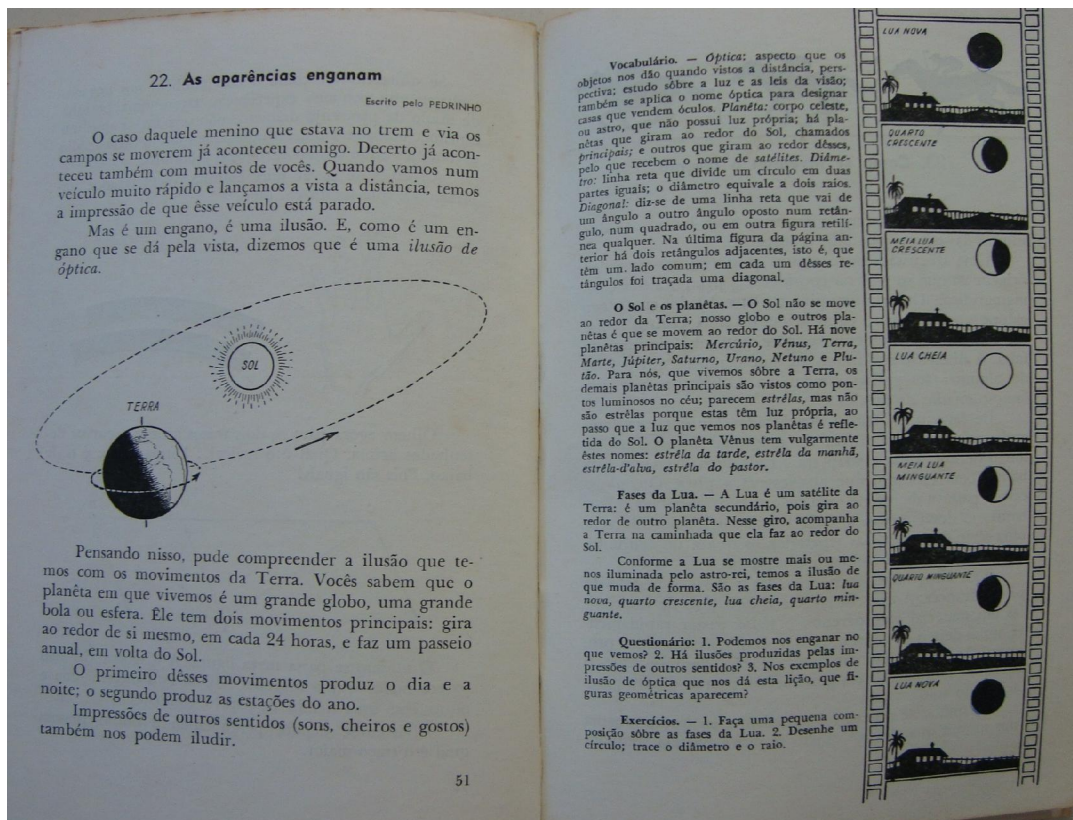 22. As aparências enganam
Escrito pelo PEDRINHO
O caso daquele menino que estava no trem e via os
campos se moverem já aconteceu comigo. Decerto já acon-
teceu também com muitos de vocês. Quando vamos num
veículo muito rápido e lançamos a vista a distância, temos
a impressão de que êsse veículo está parado.
Mas é um engano, é uma ilusão. E, como é um en-
gano que se dá pela vista, dizemos que é uma ilusão de
óptica.
SOL
TERRA
Pensando nisso, pude compreender a ilusão que te-
mos com os movimentos da Terra. Vocês sabem que o
planêta em que vivemos é um grande globo, uma grande
bola ou esfera. Êle tem dois movimentos principais: gira
ao redor de si mesmo, em cada 24 horas, e faz um passeio
anual, em volta do Sol.
O primeiro dêsses movimentos produz o dia e a
noite; o segundo produz as estações do ano.
Impressões de outros sentidos (sons, cheiros e gostos)
também nos podem iludir.
51
Vocabulário. — Óptica: aspecto que os
objetos nos dão quando vistos a distância, pers-
pectiva; estudo sôbre a luz e as leis da visão;
também se aplica o nome óptica para designar
casas que vendem óculos. Planêta: corpo celeste,
ou astro, que não possui luz própria; há pla-
nêtas que giram ao redor do Sol, chamados
principais; e outros que giram ao redor dêsses,
pelo que recebem o nome de satélites. Diâme-
tro: linha reta que divide um círculo em duas
partes iguais; o diâmetro equivale a dois raios.
Diagonal: diz-se de uma linha reta que vai de
um ângulo a outro ângulo oposto num retân-
gulo, num quadrado, ou em outra figura retilí-
nea qualquer. Na última figura da página an-
terior há dois retângulos adjacentes, isto é, que
têm um lado comum; em cada um dêsses re-
tângulos foi traçada uma diagonal.
O Sol e os planêtas. — O Sol não se move
ao redor da Terra; nosso globo e outros pla-
nêtas é que se movem ao redor do Sol. Há nove
planêtas principais: Mercúrio, Vênus, Terra,
Marte, Júpiter, Saturno, Urano, Netuno e Plu-
tão. Para nós, que vivemos sôbre a Terra, os
demais planêtas principais são vistos como pon-
tos luminosos no céu; parecem estrêlas, mas não
são estrêlas porque estas têm luz própria, ao
passo que a luz que vemos nos planêtas é refle-
tida do Sol. O planêta Vênus tem vulgarmente
êstes nomes: estrêla da tarde, estrêla da manhã,
estrêla-d'alva, estrêla do pastor.
Fases da Lua. — A Lua é um satélite da
Terra: é um planêta secundário, pois gira ao
redor de outro planêta. Nesse giro, acompanha
a Terra na caminhada que ela faz ao redor do
Sol.
Conforme a Lua se mostre mais ou me-
nos iluminada pelo astro-rei, temos a ilusão de
que muda de forma. São as fases da Lua: lua
nova, quarto crescente, lua cheia, quarto min-
guante.
Questionário: 1. Podemos nos enganar no
que vemos? 2. Há ilusões produzidas pelas im-
pressões de outros sentidos? 3. Nos exemplos de
ilusão de óptica que nos dá esta lição, que fi-
guras geométricas aparecem?
Exercícios. — 1. Faça uma pequena com-
posição sôbre as fases da Lua. 2. Desenhe um
círculo; trace o diâmetro e o raio.
LUA NOVA
QUARTO
CRESCENTE
MEIA LUA
CRESCENTE
LUA CHEIA
MEIA LUA
MINGUANTE
QUARTO MINGUANTE
LUA NOVA